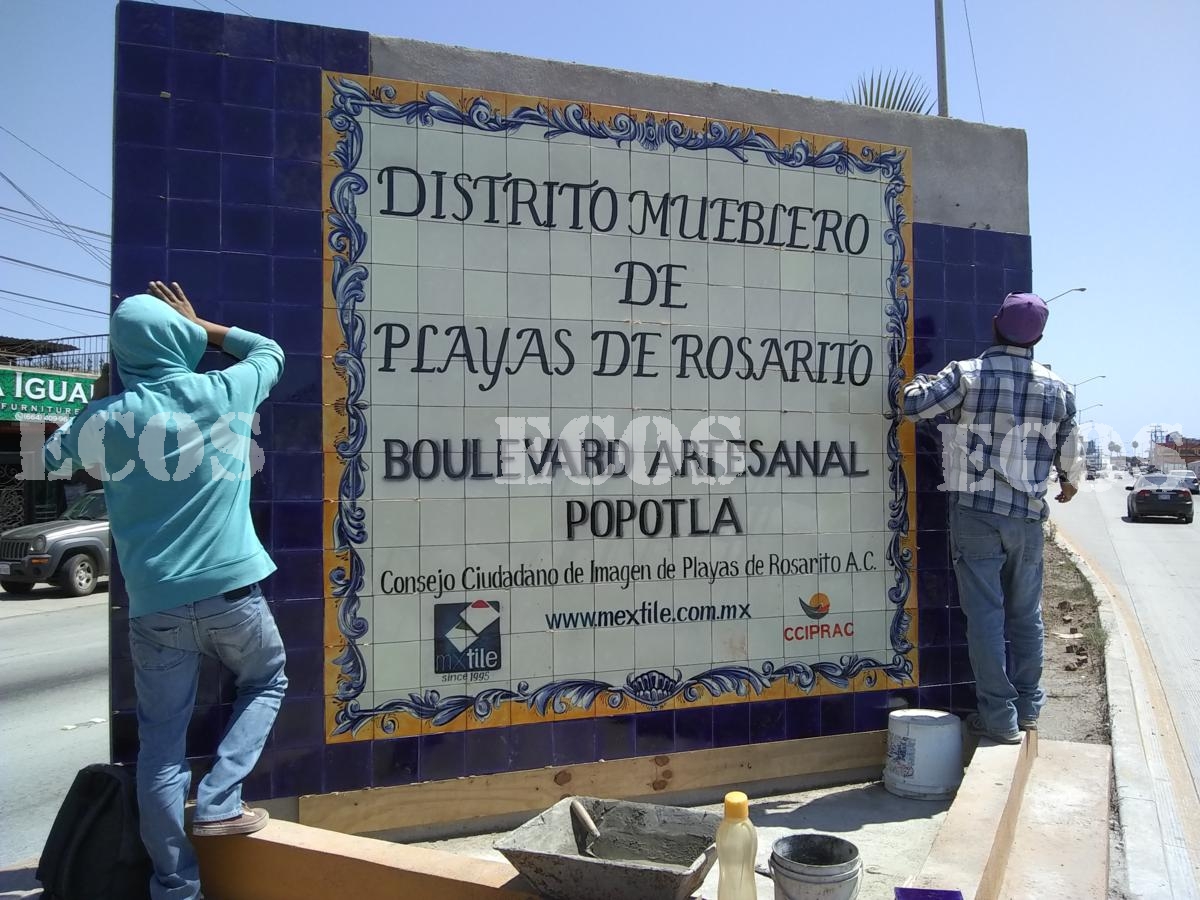 DISTRITO MUEBLERO
DE
PLAYAS DE ROSARITO
BOULEVARD ARTESANAL
POPOTLA
Consejo Ciudadano de Imagen de Playas de Rosarito A.C.
www.mextile.com.mx
mxtile
since 1995
CCIPRAC
IGUA
FURNITURE
ECOS
ECOS
ECOS